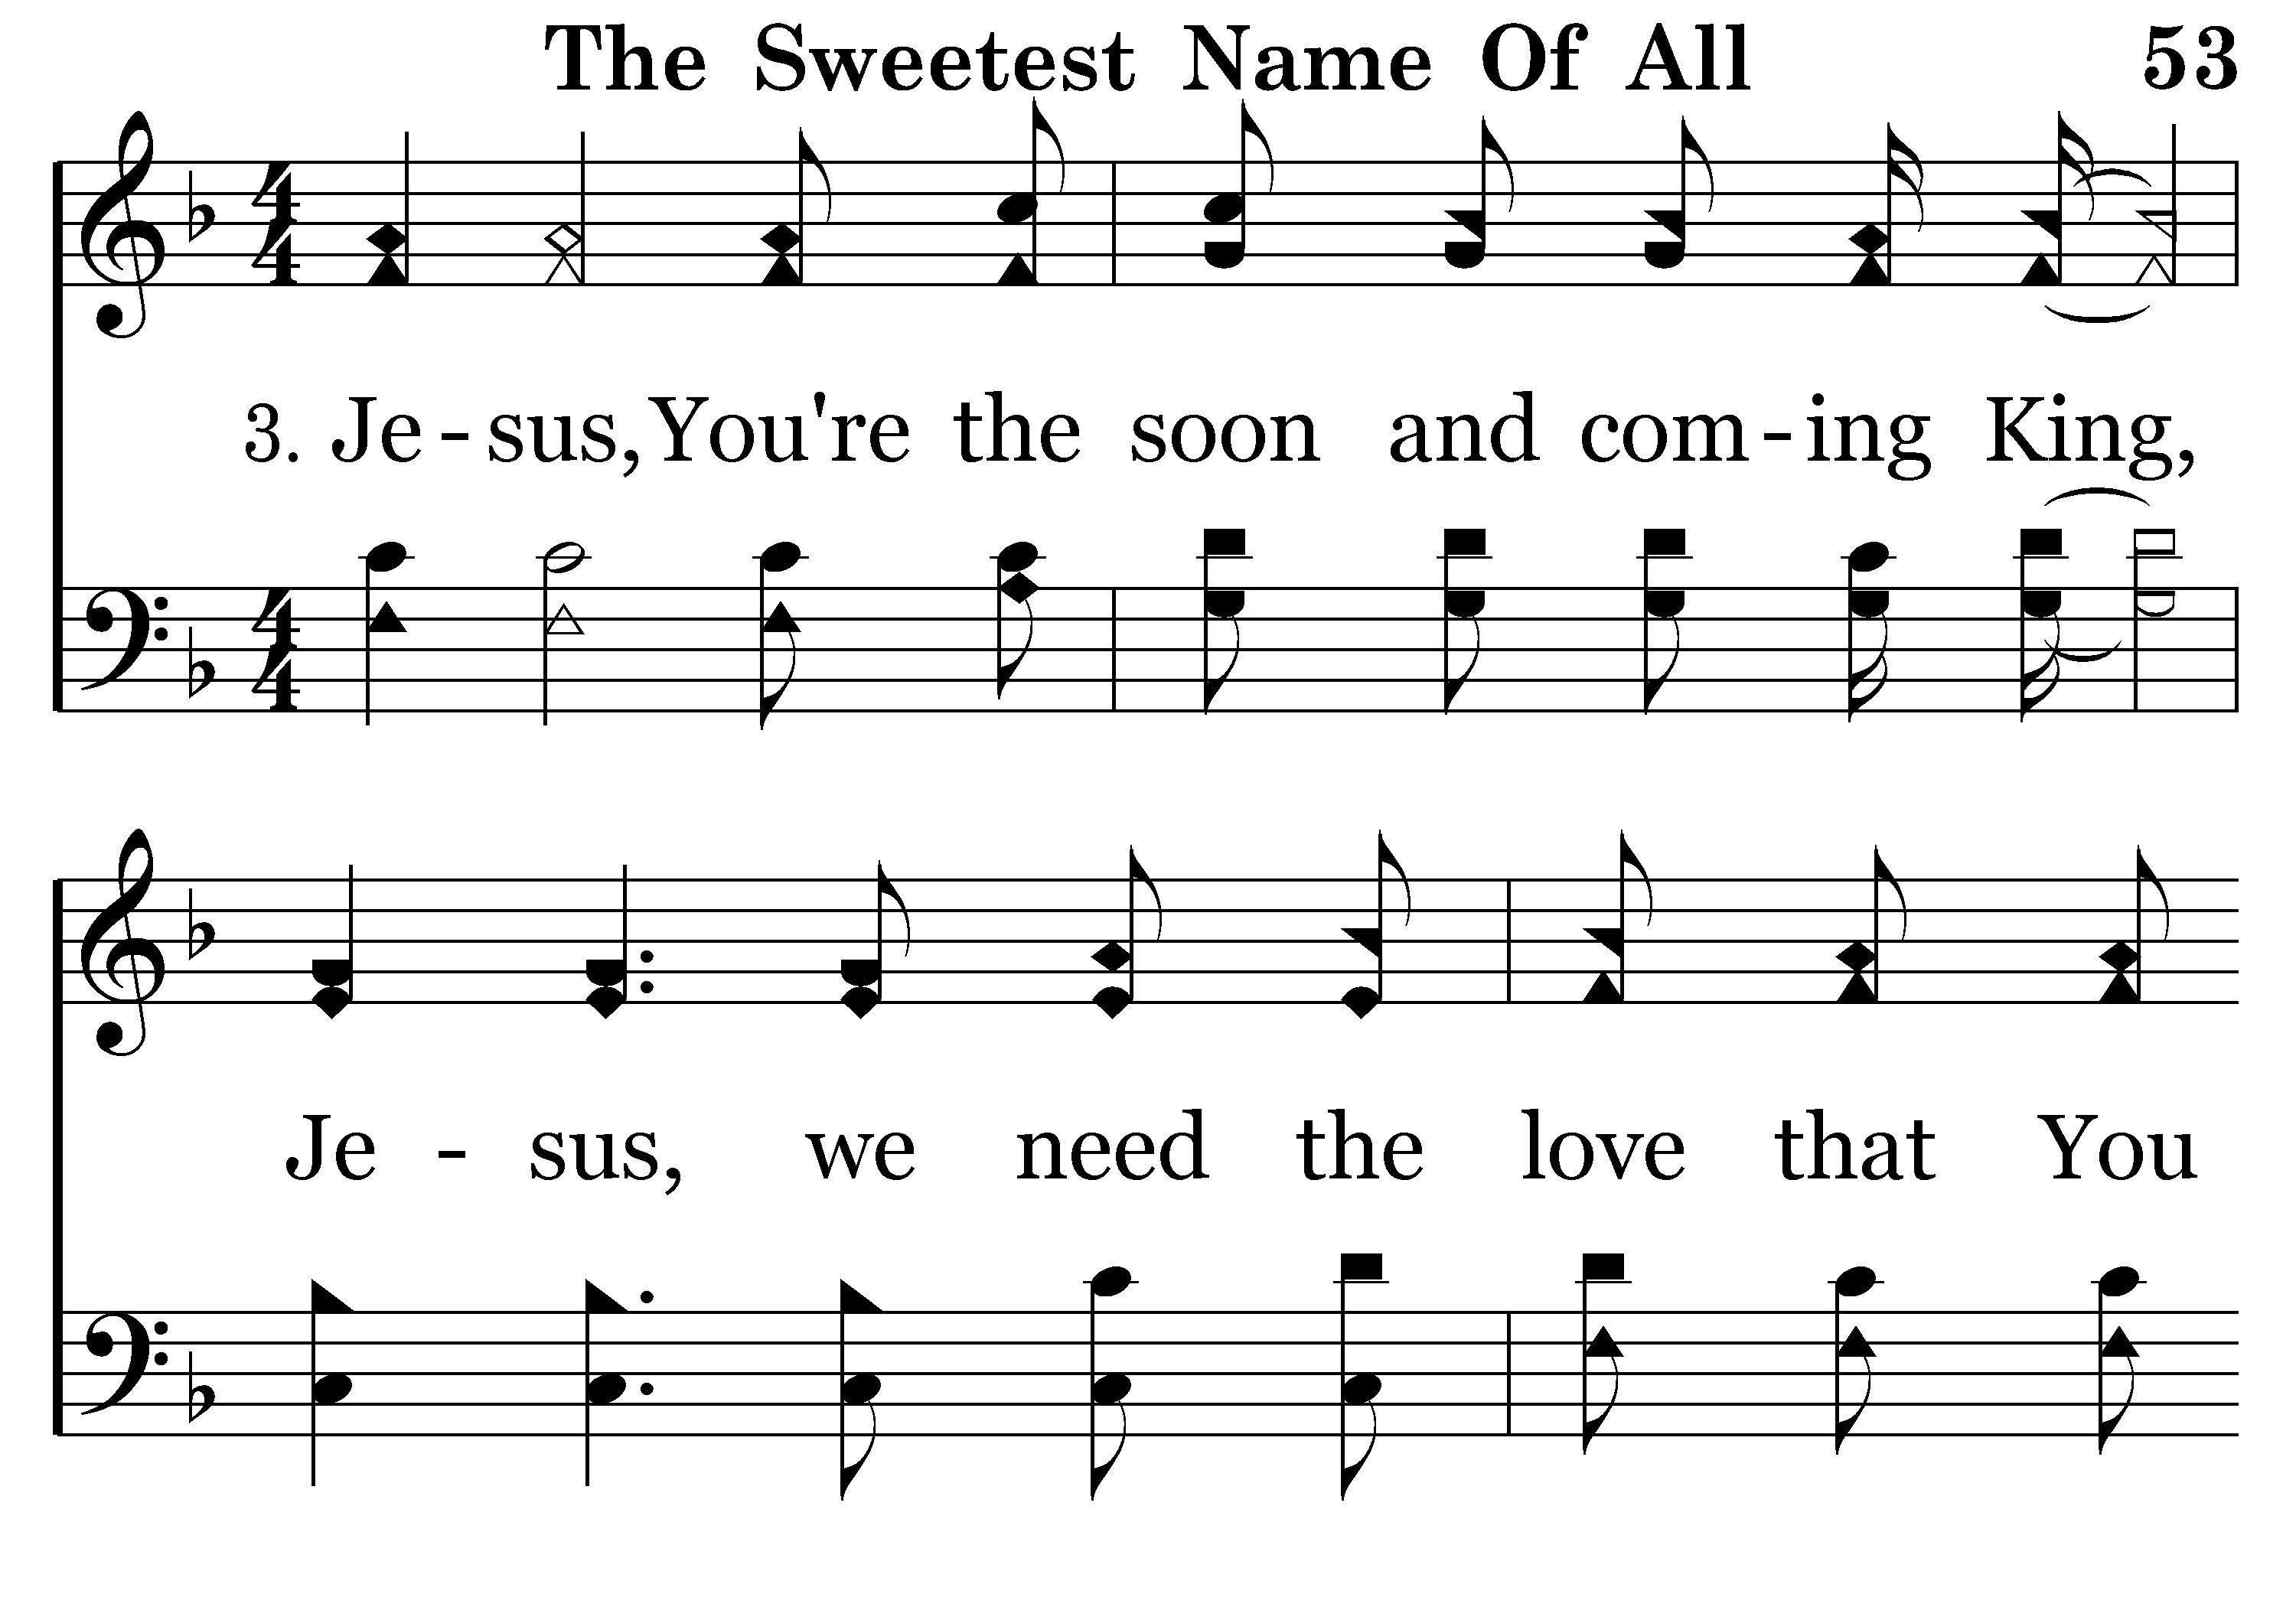 The Sweetest Name Of All 53
3. Je - sus, You're the soon and com - ing King,
Je - sus, we need the love that You